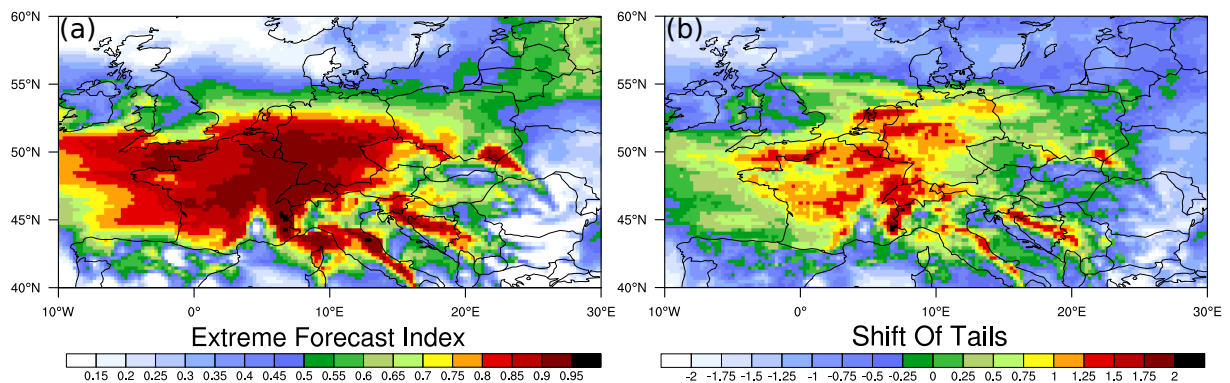 (a)
60°N
55°N
50°N
45°N
40°N
10°W 0° 10°E 20°E 30°E
Extreme Forecast Index
0.15 0.2 0.3 0.35 0.4 0.45 0.5 0.55 0.6 0.65 0.7 0.75 0.8 0.85 0.9 0.95
(b)
60°N
55°N
50°N
45°N
40°N
10°W 0° 10°E 20°E 30°E
Shift Of Tails
-2 -1.75 -1.5 -1.25 -1 -0.75 -0.5 -0.25 0 0.25 0.5 0.75 1 1.25 1.5 1.75 2